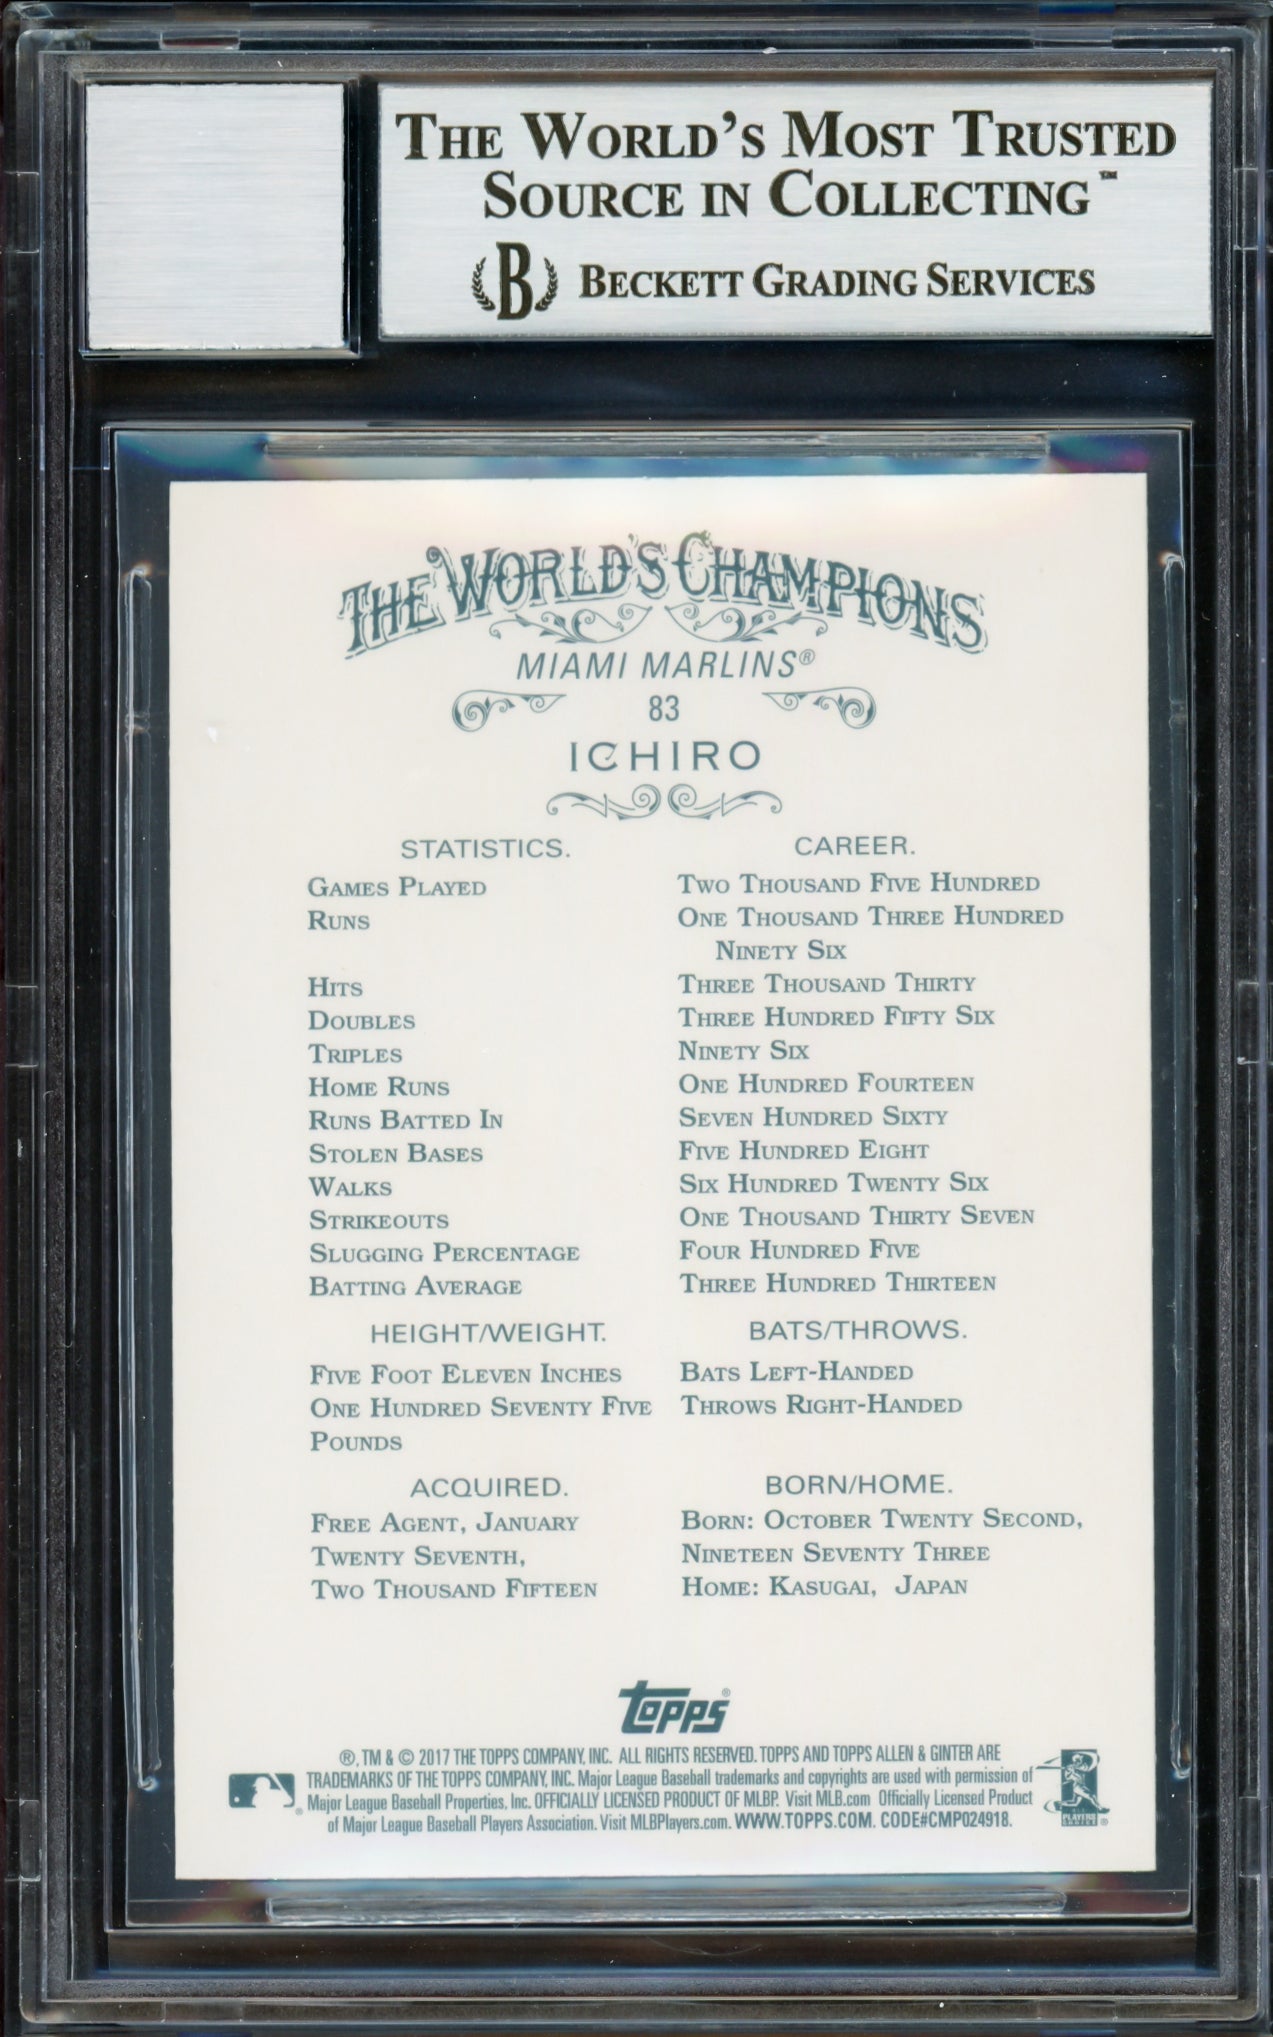 THE WORLD'S MOST TRUSTED
SOURCE IN COLLECTING™
B BECKETT GRADING SERVICES
THE WORLD'S CHAMPIONS
MIAMI MARLINS®
83
ICHIRO
STATISTICS. CAREER.
GAMES PLAYED TWO THOUSAND FIVE HUNDRED
RUNS ONE THOUSAND THREE HUNDRED
NINETY SIX
HITS THREE THOUSAND THIRTY
DOUBLES THREE HUNDRED FIFTY SIX
TRIPLES NINETY SIX
HOME RUNS ONE HUNDRED FOURTEEN
RUNS BATTED IN SEVEN HUNDRED SIXTY
STOLEN BASES FIVE HUNDRED EIGHT
WALKS SIX HUNDRED TWENTY SIX
STRIKEOUTS ONE THOUSAND THIRTY SEVEN
SLUGGING PERCENTAGE FOUR HUNDRED FIVE
BATTING AVERAGE THREE HUNDRED THIRTEEN
HEIGHT/WEIGHT. BATS/THROWS.
FIVE FOOT ELEVEN INCHES BATS LEFT-HANDED
ONE HUNDRED SEVENTY FIVE THROWS RIGHT-HANDED
POUNDS
ACQUIRED. BORN/HOME.
FREE AGENT, JANUARY BORN: OCTOBER TWENTY SECOND,
TWENTY SEVENTH, NINETEEN SEVENTY THREE
TWO THOUSAND FIFTEEN HOME: KASUGAI, JAPAN
TOPPS®
®, TM & © 2017 THE TOPPS COMPANY, INC. ALL RIGHTS RESERVED. TOPPS AND TOPPS ALLEN & GINTER ARE
TRADEMARKS OF THE TOPPS COMPANY, INC. Major League Baseball trademarks and copyrights are used with permission of
Major League Baseball Properties, Inc. OFFICIALLY LICENSED PRODUCT OF MLBP. Visit MLB.com Officially Licensed Product
of Major League Baseball Players Association. Visit MLBPlayers.com. WWW.TOPPS.COM. CODE#CMP024918.
PLAYERS
CHOICE ®